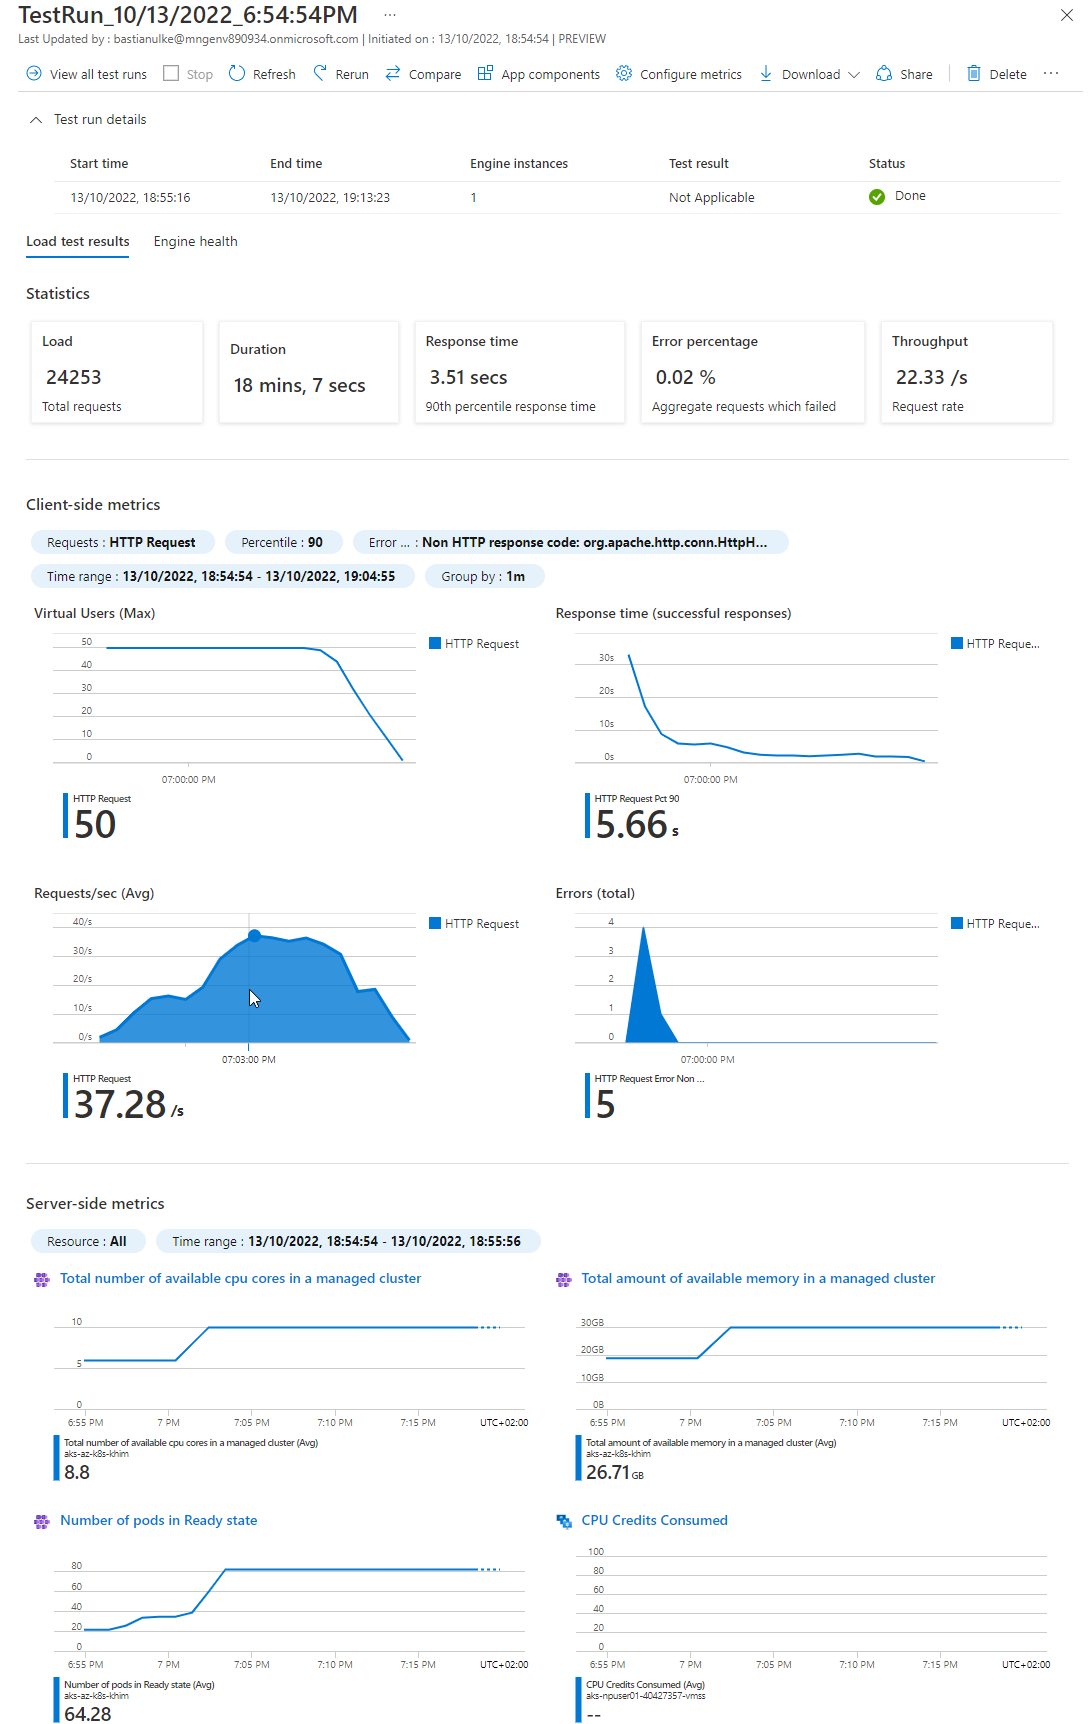 TestRun_10/13/2022_6:54:54PM ...
Last Updated by : bastianulke@mngenv890934.onmicrosoft.com | Initiated on : 13/10/2022, 18:54:54 | PREVIEW
View all test runs Stop Refresh Rerun Compare App components Configure metrics Download Share Delete ...
Test run details
Start time End time Engine instances Test result Status
13/10/2022, 18:55:16 13/10/2022, 19:13:23 1 Not Applicable Done
Load test results Engine health
Statistics
Load
24253
Total requests
Duration
18 mins, 7 secs
Response time
3.51 secs
90th percentile response time
Error percentage
0.02 %
Aggregate requests which failed
Throughput
22.33 /s
Request rate
Client-side metrics
Requests : HTTP Request Percentile : 90 Error ... : Non HTTP response code: org.apache.http.conn.HttpH...
Time range : 13/10/2022, 18:54:54 - 13/10/2022, 19:04:55 Group by : 1m
Virtual Users (Max)
50
40
30
20
10
0
07:00:00 PM
HTTP Request
HTTP Request
50
Response time (successful responses)
30s
20s
10s
0s
07:00:00 PM
HTTP Reque...
HTTP Request Pct 90
5.66 s
Requests/sec (Avg)
40/s
30/s
20/s
10/s
0/s
07:03:00 PM
HTTP Request
HTTP Request
37.28 /s
Errors (total)
4
3
2
1
0
07:00:00 PM
HTTP Reque...
HTTP Request Error Non ...
5
Server-side metrics
Resource : All Time range : 13/10/2022, 18:54:54 - 13/10/2022, 18:55:56
Total number of available cpu cores in a managed cluster
10
5
0
6:55 PM 7 PM 7:05 PM 7:10 PM 7:15 PM UTC+02:00
Total number of available cpu cores in a managed cluster (Avg)
aks-az-k8s-khim
8.8
Total amount of available memory in a managed cluster
30GB
20GB
10GB
0B
6:55 PM 7 PM 7:05 PM 7:10 PM 7:15 PM UTC+02:00
Total amount of available memory in a managed cluster (Avg)
aks-az-k8s-khim
26.71 GB
Number of pods in Ready state
80
60
40
20
0
6:55 PM 7 PM 7:05 PM 7:10 PM 7:15 PM UTC+02:00
Number of pods in Ready state (Avg)
aks-az-k8s-khim
64.28
CPU Credits Consumed
100
80
60
40
20
0
6:55 PM 7 PM 7:05 PM 7:10 PM 7:15 PM UTC+02:00
CPU Credits Consumed (Avg)
aks-npuser01-40427357-vmss
--